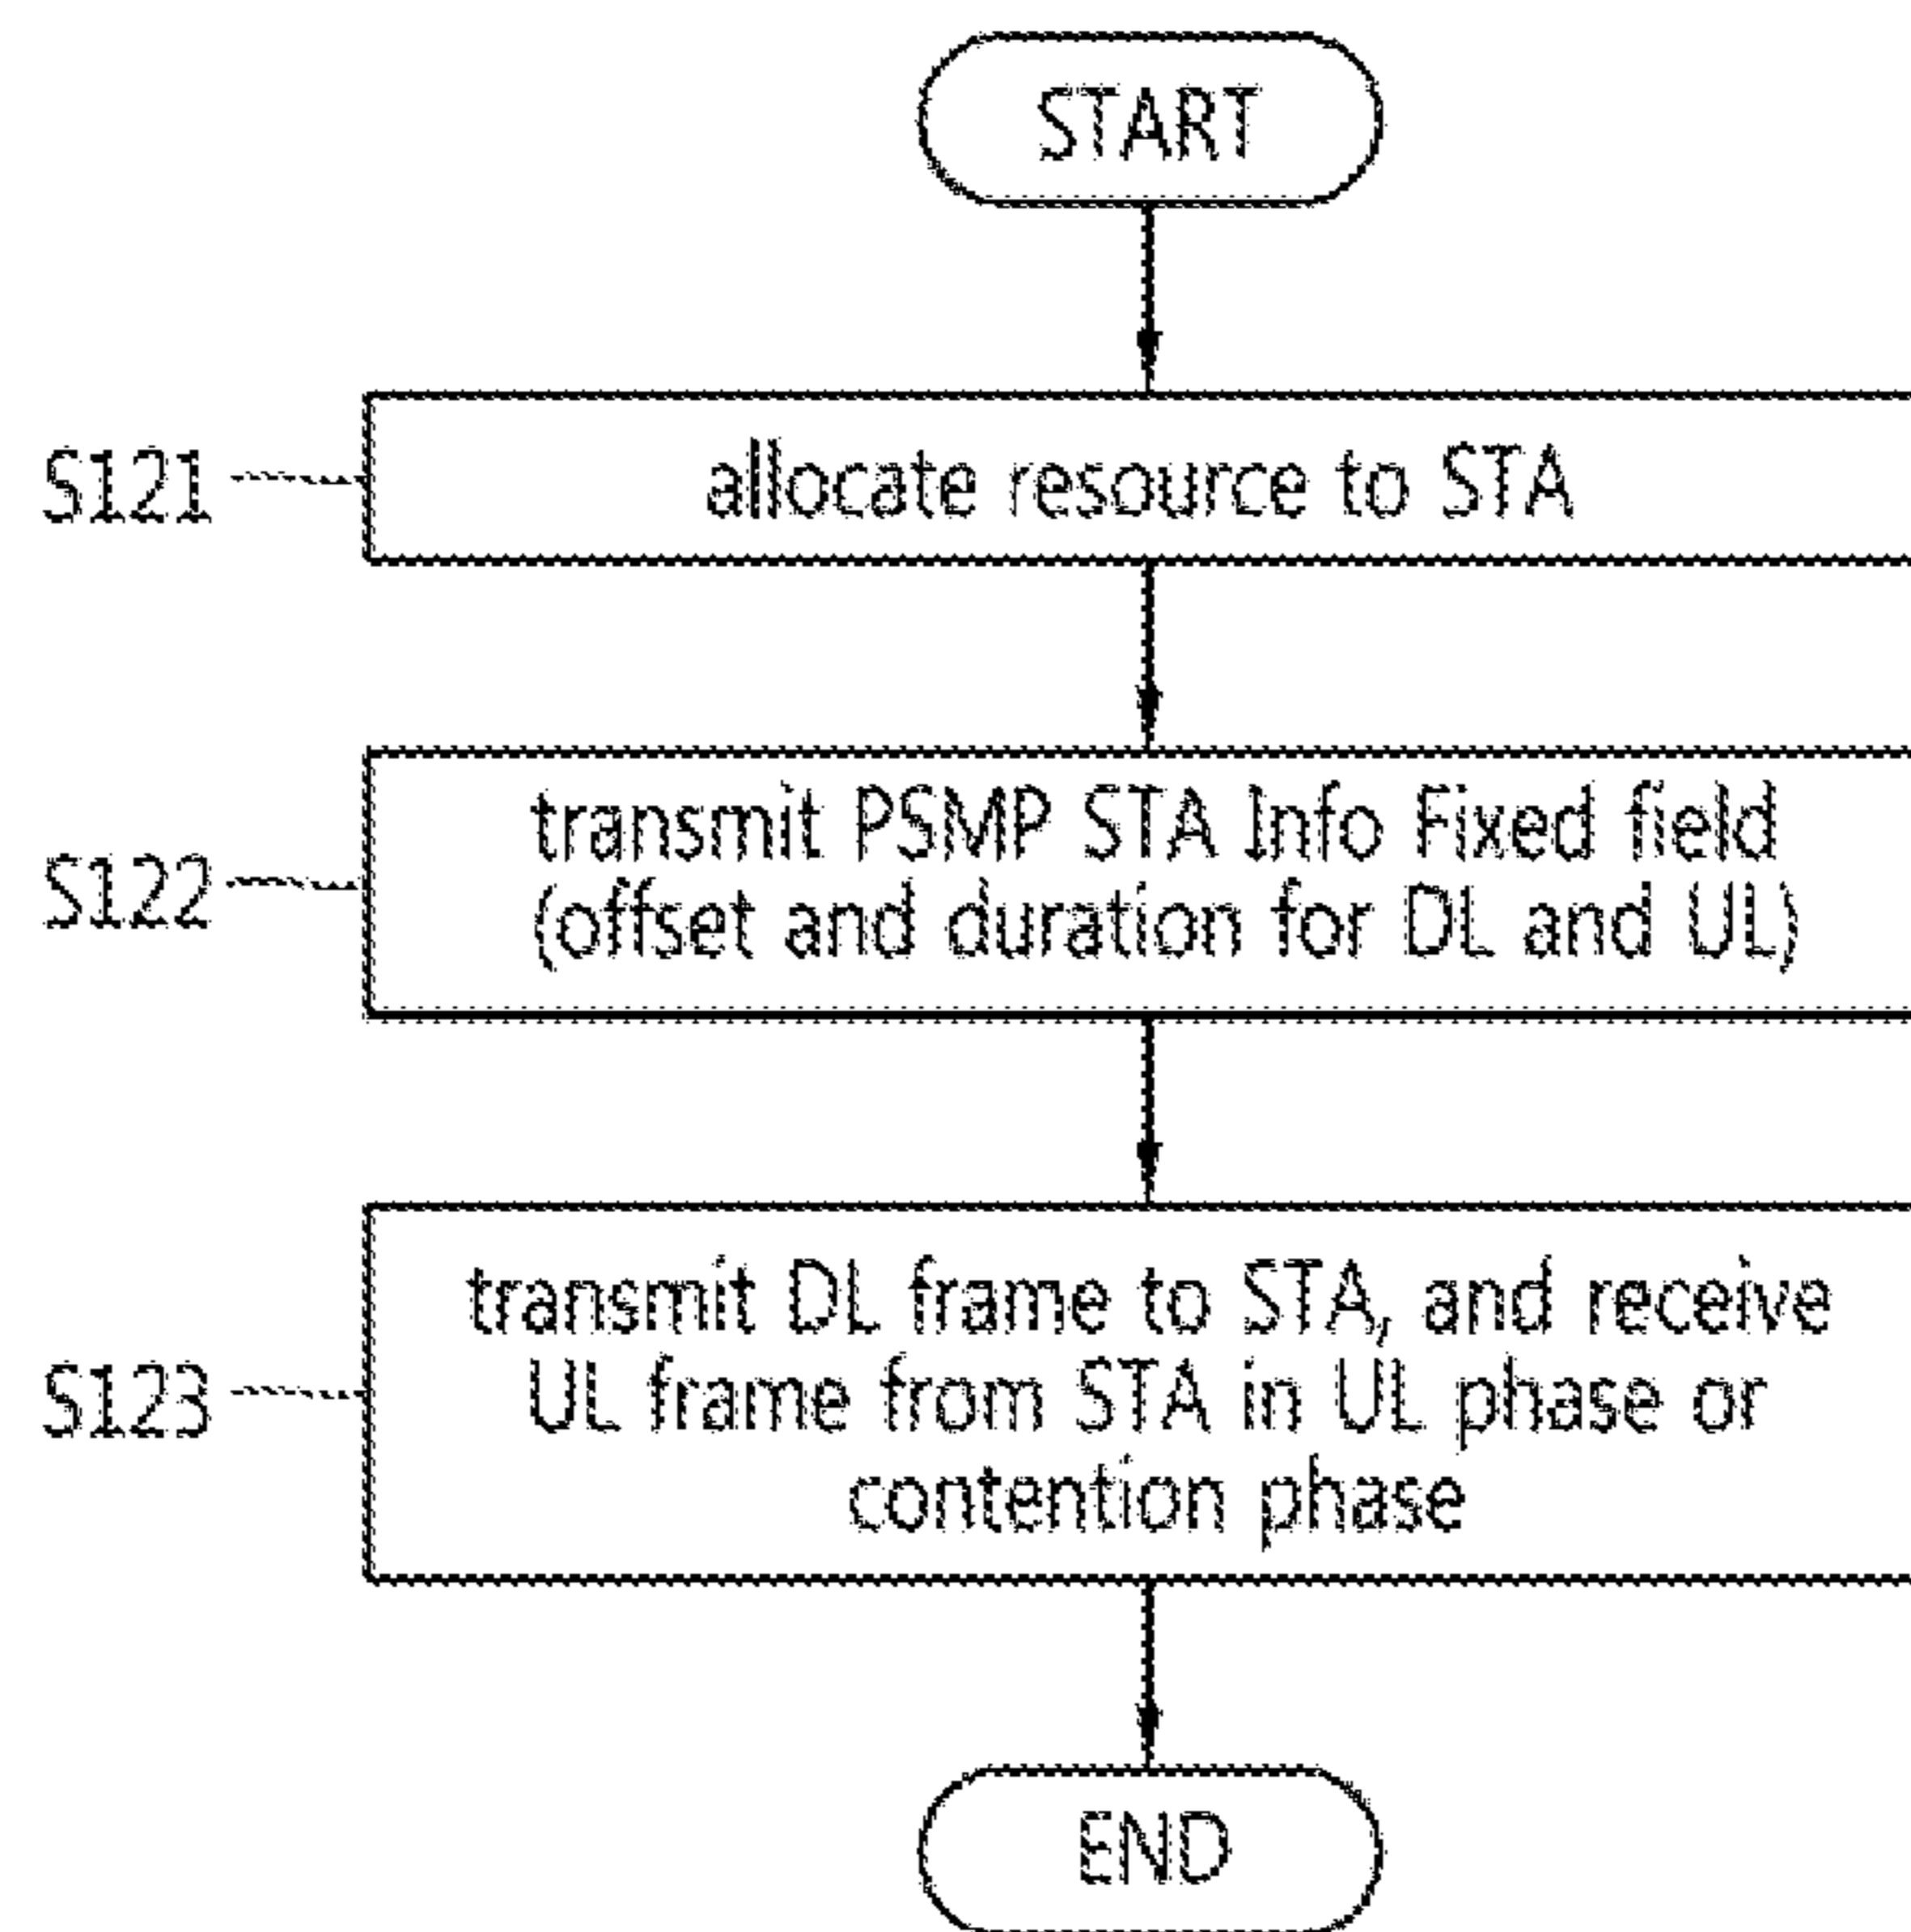 START
S121
allocate resource to STA
S122
transmit PSMP STA Info Fixed field
(offset and duration for DL and UL)
S123
transmit DL frame to STA, and receive
UL frame from STA in UL phase or
contention phase
END